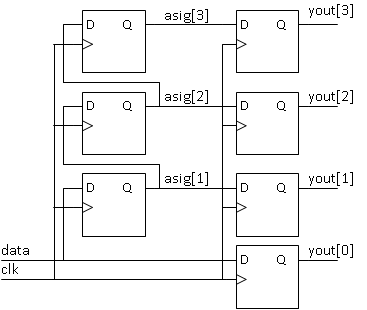 asig[3] yout[3]
D Q D Q
asig[2] yout[2]
D Q D Q
asig[1] yout[1]
D Q D Q
data yout[0]
D Q
clk